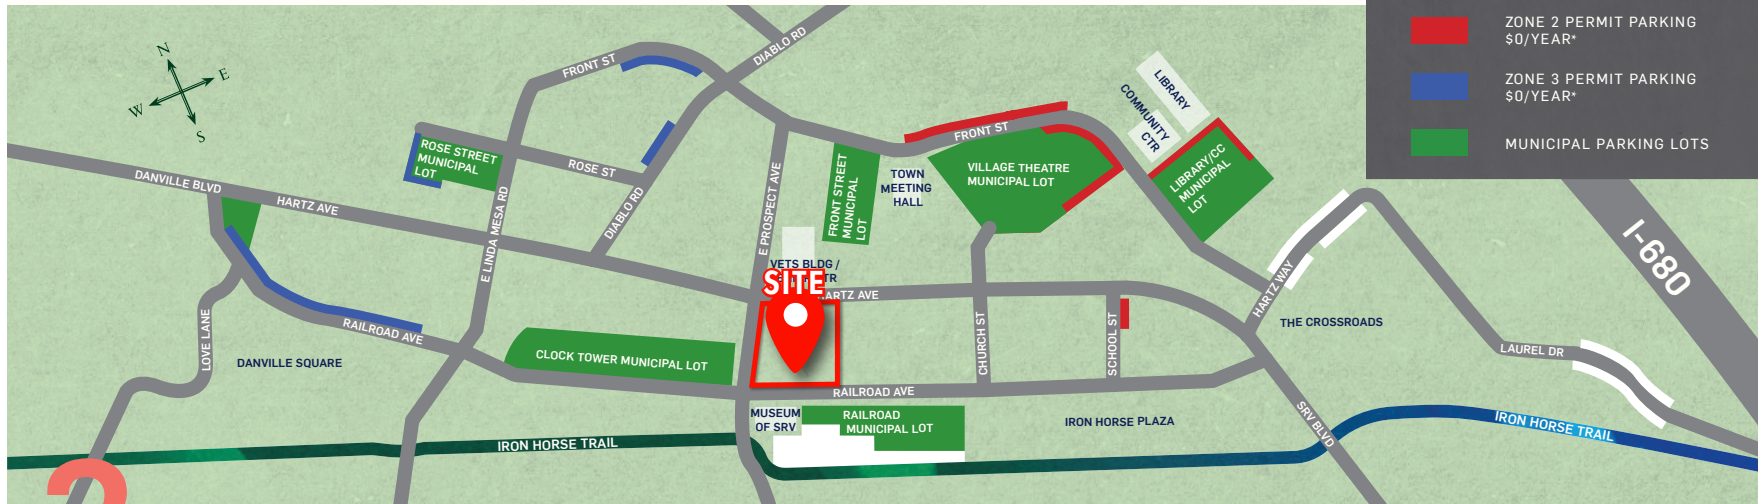 ZONE 2 PERMIT PARKING
$0/YEAR*
ZONE 3 PERMIT PARKING
$0/YEAR*
MUNICIPAL PARKING LOTS
N
E
W
S
DIABLO RD
FRONT ST
LIBRARY
COMMUNITY
CTR
ROSE STREET
MUNICIPAL
LOT
ROSE ST
FRONT ST
DANVILLE BLVD
HARTZ AVE
E LINDA MESA RD
DIABLO RD
E PROSPECT AVE
FRONT STREET
MUNICIPAL
LOT
TOWN
MEETING
HALL
VILLAGE THEATRE
MUNICIPAL LOT
LIBRARY/CC
MUNICIPAL
LOT
I-680
VETS BLDG /
SITE
HARTZ AVE
HARTZ WAY
THE CROSSROADS
LOVE LANE
RAILROAD AVE
DANVILLE SQUARE
CLOCK TOWER MUNICIPAL LOT
CHURCH ST
SCHOOL ST
LAUREL DR
RAILROAD AVE
MUSEUM
OF SRV
RAILROAD
MUNICIPAL LOT
IRON HORSE PLAZA
SRV BLVD
IRON HORSE TRAIL
IRON HORSE TRAIL